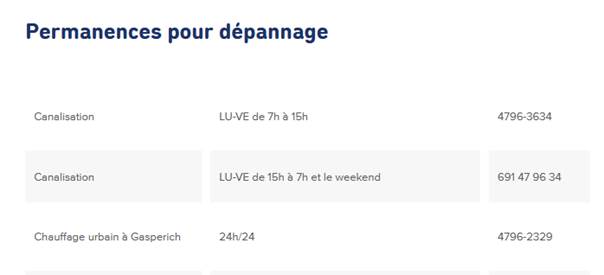 Permanences pour dépannage
Canalisation LU-VE de 7h à 15h 4796-3634
Canalisation LU-VE de 15h à 7h et le weekend 691 47 96 34
Chauffage urbain à Gasperich 24h/24 4796-2329